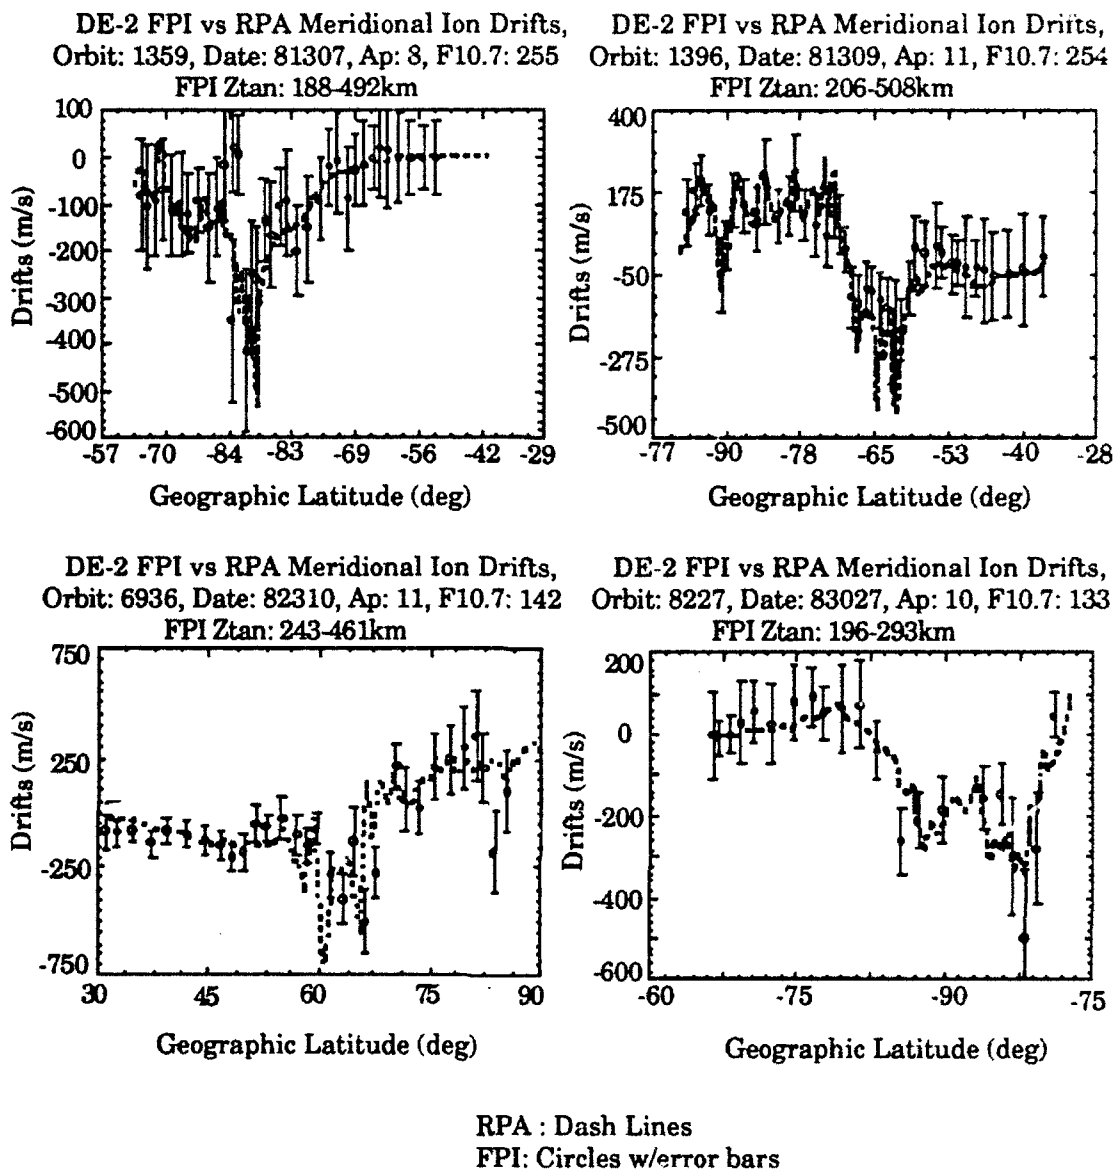 DE-2 FPI vs RPA Meridional Ion Drifts,
Orbit: 1359, Date: 81307, Ap: 8, F10.7: 255
FPI Ztan: 188-492km
100
0
-100
-200
-300
-400
-500
-600
Drifts (m/s)
-57 -70 -84 -83 -69 -56 -42 -29
Geographic Latitude (deg)
DE-2 FPI vs RPA Meridional Ion Drifts,
Orbit: 1396, Date: 81309, Ap: 11, F10.7: 254
FPI Ztan: 206-508km
400
175
-50
-275
-500
Drifts (m/s)
-77 -90 -78 -65 -53 -40 -28
Geographic Latitude (deg)
DE-2 FPI vs RPA Meridional Ion Drifts,
Orbit: 6936, Date: 82310, Ap: 11, F10.7: 142
FPI Ztan: 243-461km
750
250
-250
-750
Drifts (m/s)
30 45 60 75 90
Geographic Latitude (deg)
DE-2 FPI vs RPA Meridional Ion Drifts,
Orbit: 8227, Date: 83027, Ap: 10, F10.7: 133
FPI Ztan: 196-293km
200
0
-200
-400
-600
Drifts (m/s)
-60 -75 -90 -75
Geographic Latitude (deg)
RPA : Dash Lines
FPI: Circles w/error bars